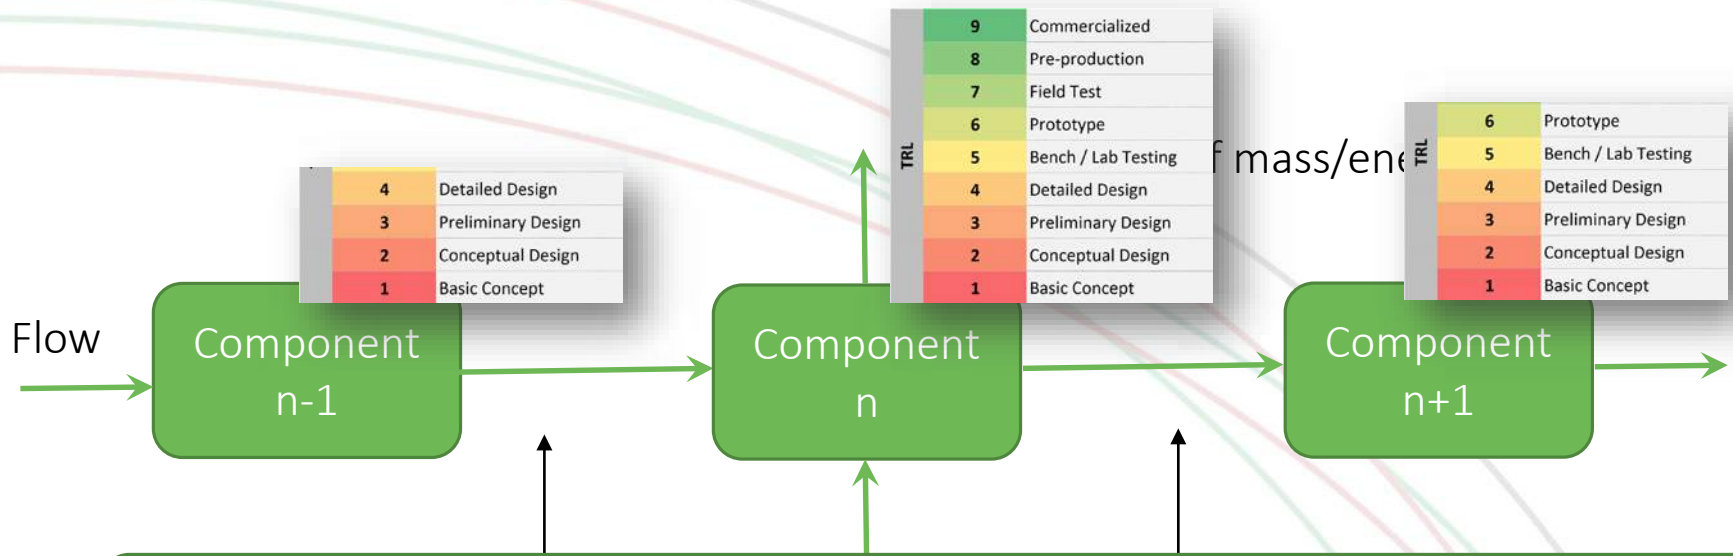 TRL
9 Commercialized
8 Pre-production
7 Field Test
6 Prototype
5 Bench / Lab Testing
4 Detailed Design
3 Preliminary Design
2 Conceptual Design
1 Basic Concept
mass/ene
TRL
6 Prototype
5 Bench / Lab Testing
4 Detailed Design
3 Preliminary Design
2 Conceptual Design
1 Basic Concept
4 Detailed Design
3 Preliminary Design
2 Conceptual Design
1 Basic Concept
Flow
Component
n-1
Component
n
Component
n+1